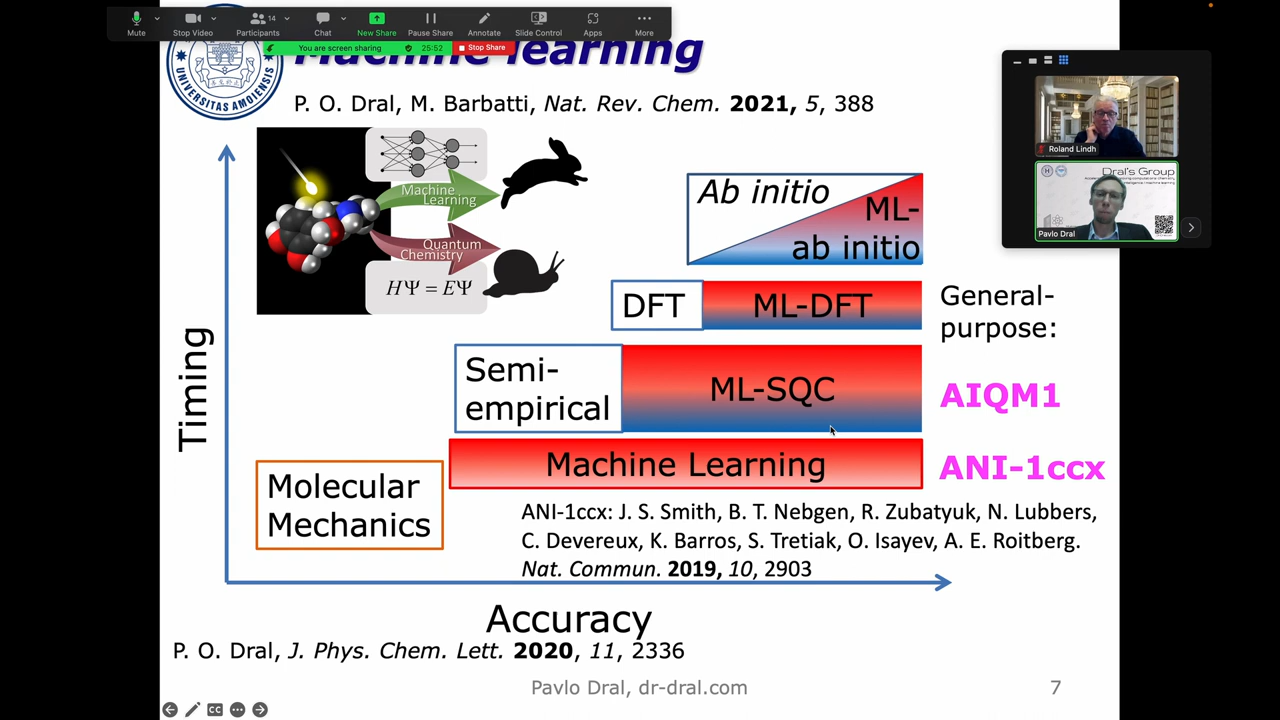 Mute
Stop Video
14
Participants
Chat
New Share
Pause Share
Annotate
Slide Control
Apps
More
You are screen sharing
25:52
Stop Share
Machine learning
UNIVERSITAS AMOIENSIS
P. O. Dral, M. Barbatti, Nat. Rev. Chem. 2021, 5, 388
Machine
Learning
Quantum
Chemistry
HΨ = EΨ
Ab initio
ML-
ab initio
DFT
ML-DFT
General-
purpose:
Semi-
empirical
ML-SQC
AIQM1
Machine Learning
ANI-1ccx
Molecular
Mechanics
ANI-1ccx: J. S. Smith, B. T. Nebgen, R. Zubatyuk, N. Lubbers,
C. Devereux, K. Barros, S. Tretiak, O. Isayev, A. E. Roitberg.
Nat. Commun. 2019, 10, 2903
Timing
Accuracy
P. O. Dral, J. Phys. Chem. Lett. 2020, 11, 2336
Pavlo Dral, dr-dral.com
7
CC
Roland Lindh
Dral's Group
Pavlo Dral